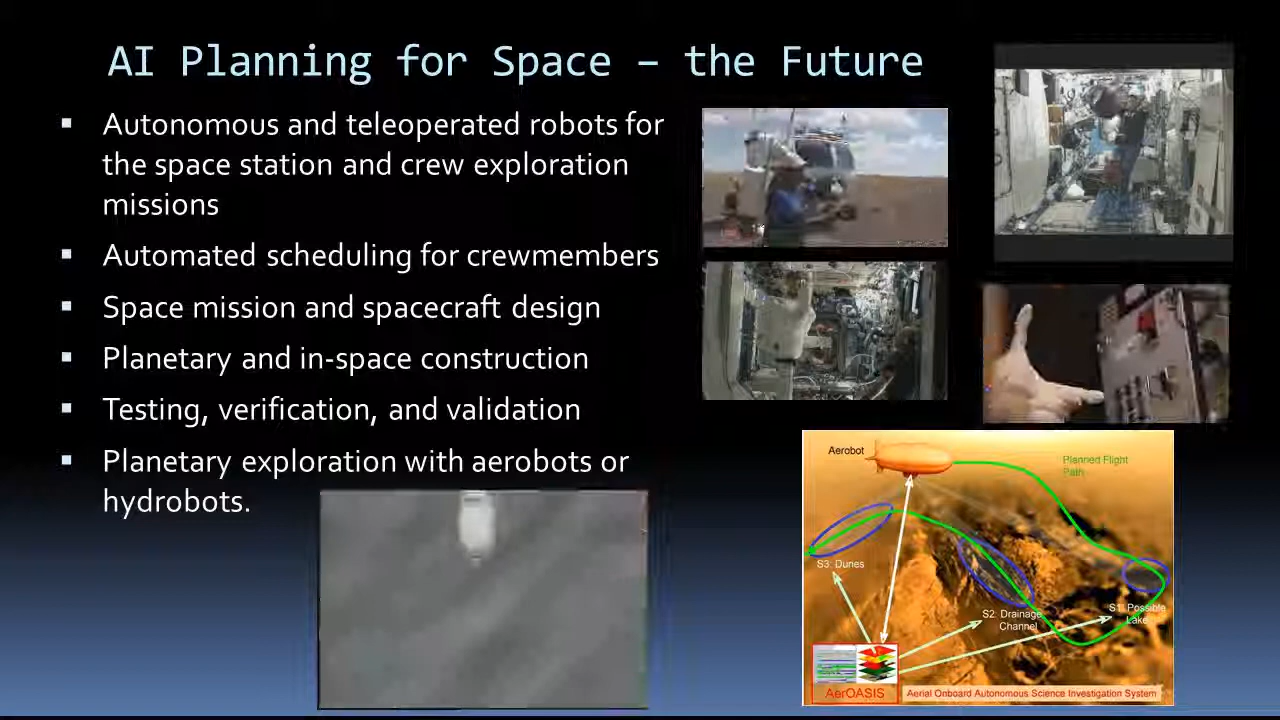 AI Planning for Space – the Future
Autonomous and teleoperated robots for
the space station and crew exploration
missions
Automated scheduling for crewmembers
Space mission and spacecraft design
Planetary and in-space construction
Testing, verification, and validation
Planetary exploration with aerobots or
hydrobots.
Aerobot
Planned Flight
Path
S3: Dunes
S2: Drainage
Channel
S1: Possible
Lake
AerOASIS
Aerial Onboard Autonomous Science Investigation System